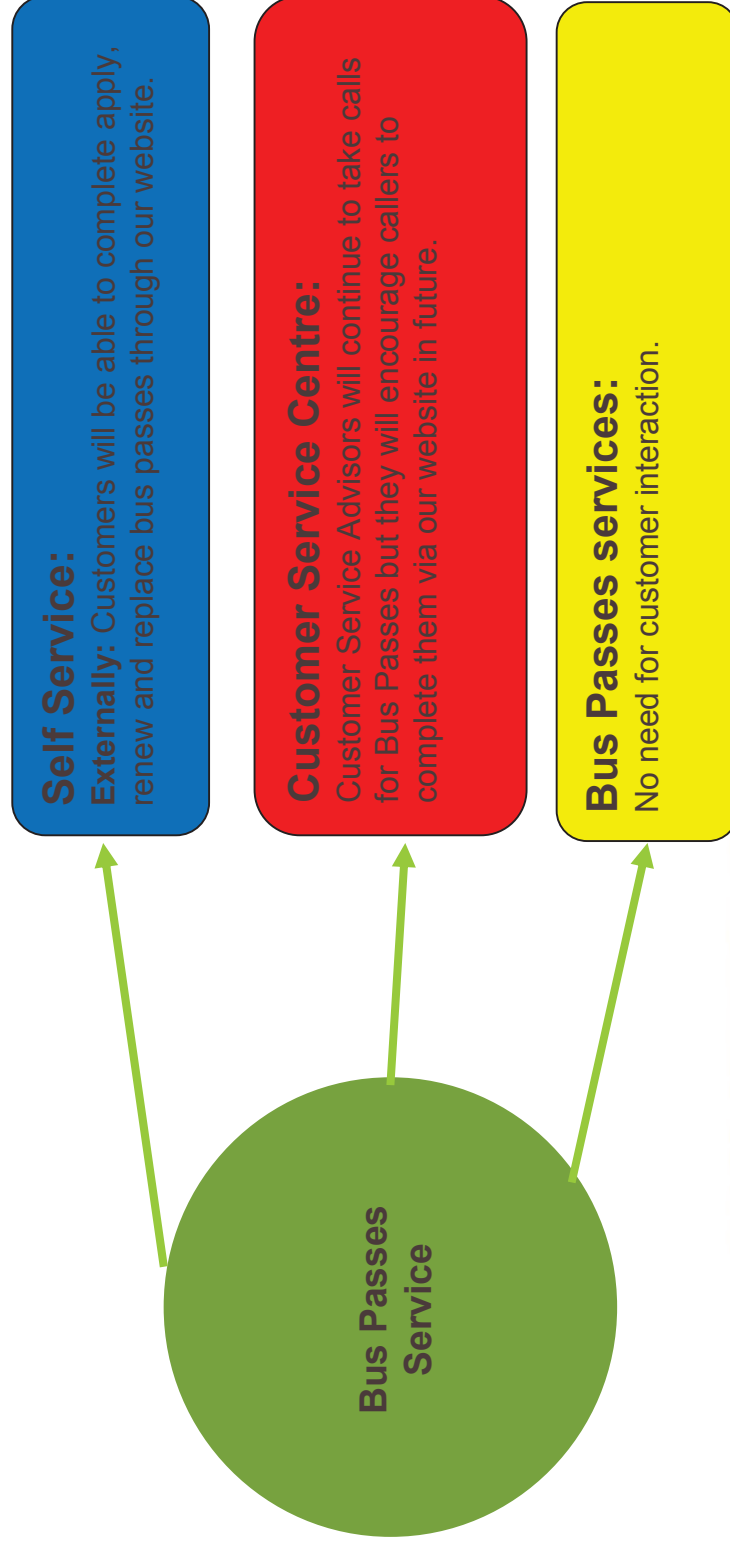 Bus Passes
Service
Self Service:
Externally: Customers will be able to complete apply,
renew and replace bus passes through our website.
Customer Service Centre:
Customer Service Advisors will continue to take calls
for Bus Passes but they will encourage callers to
complete them via our website in future.
Bus Passes services:
No need for customer interaction.